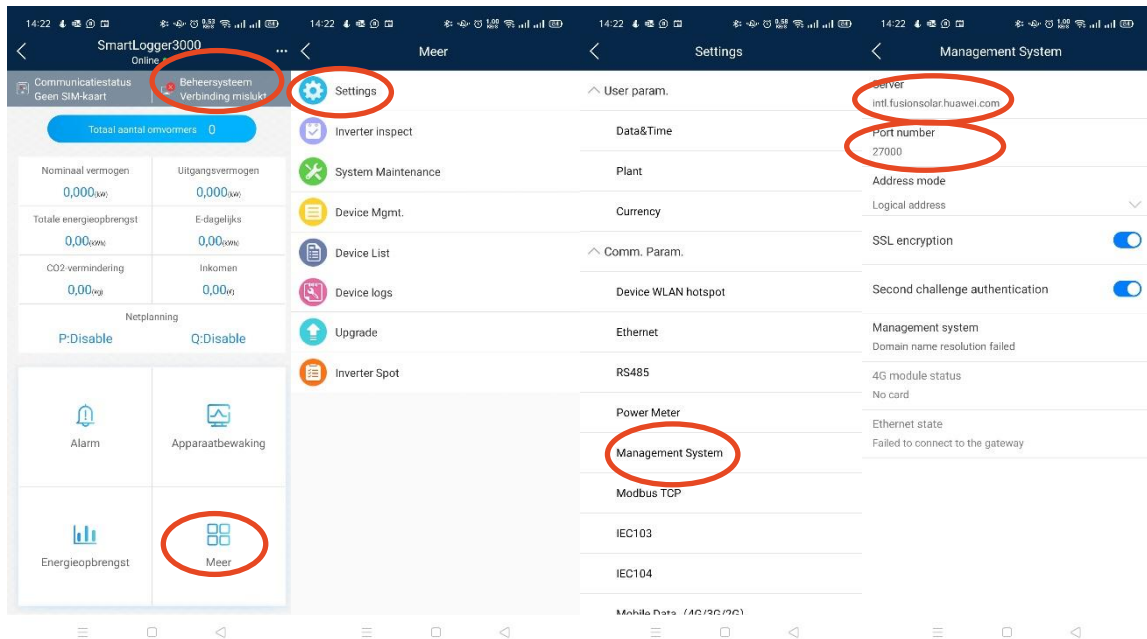 14:22
SmartLogger3000
Online
Communicatiestatus
Geen SIM-kaart
Beheersysteem
Verbinding mislukt
Totaal aantal omvormers 0
Nominaal vermogen
Uitgangsvermogen
0,000(kW)
0,000(kW)
Totale energieopbrengst
E-dagelijks
0,00(kWh)
0,00(kWh)
CO2-vermindering
Inkomen
0,00(kg)
0,00(€)
Netplanning
P:Disable
Q:Disable
Alarm
Apparaatbewaking
Energieopbrengst
Meer
14:22
Meer
Settings
Inverter inspect
System Maintenance
Device Mgmt.
Device List
Device logs
Upgrade
Inverter Spot
14:22
Settings
User param.
Data&Time
Plant
Currency
Comm. Param.
Device WLAN hotspot
Ethernet
RS485
Power Meter
Management System
Modbus TCP
IEC103
IEC104
Mobile Data (4G/3G/2G)
14:22
Management System
Server
intl.fusionsolar.huawei.com
Port number
27000
Address mode
Logical address
SSL encryption
Second challenge authentication
Management system
Domain name resolution failed
4G module status
No card
Ethernet state
Failed to connect to the gateway